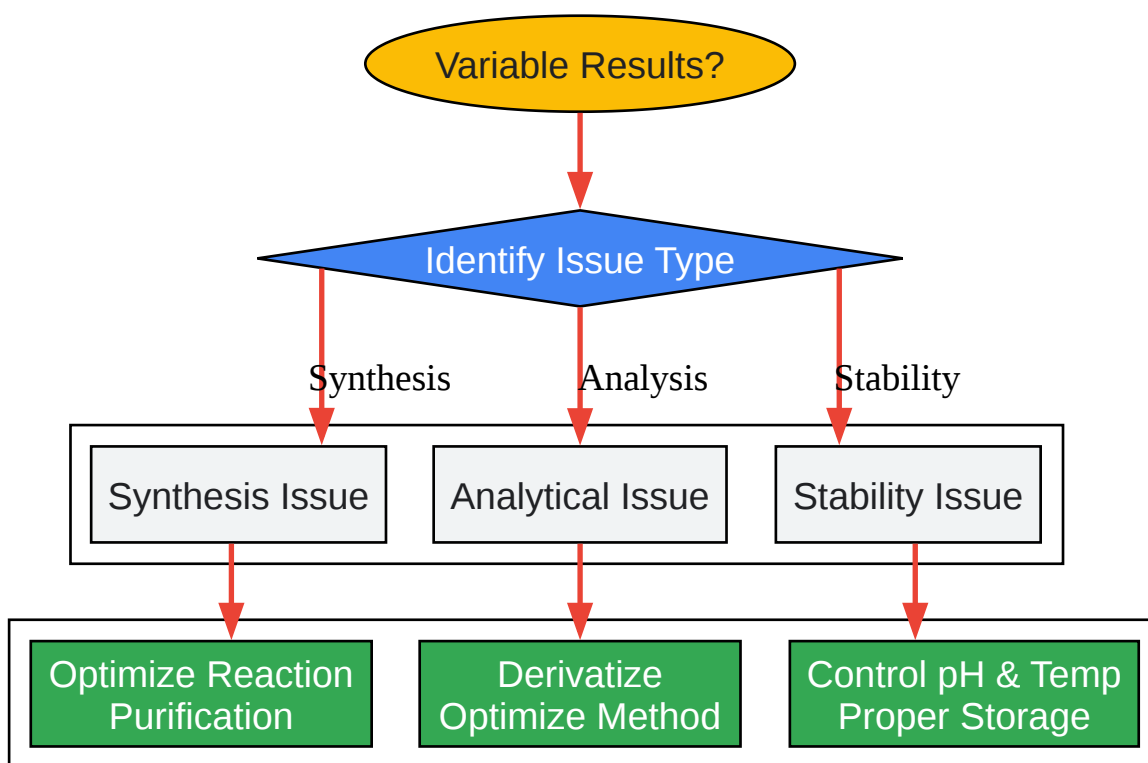 Variable Results?
Identify Issue Type
Synthesis
Analysis
Stability
Synthesis Issue
Analytical Issue
Stability Issue
Optimize Reaction
Purification
Derivatize
Optimize Method
Control pH & Temp
Proper Storage